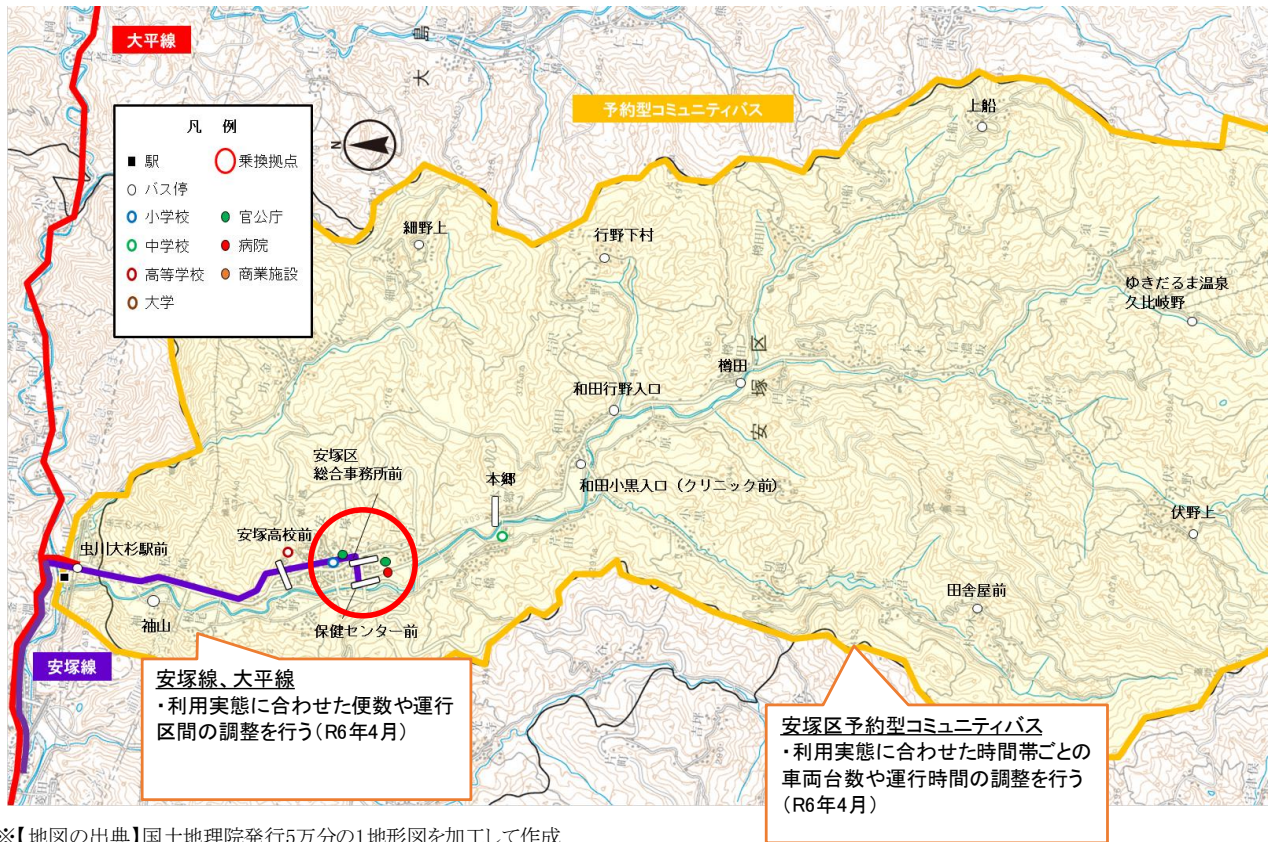 大平線
予約型コミュニティバス
凡 例
駅
乗換拠点
バス停
小学校
官公庁
中学校
病院
高等学校
商業施設
大学
N
大
島
上船
細野上
行野下村
ゆきだるま温泉
久比岐野
樽田
安
塚
区
和田行野入口
安塚区
総合事務所前
本郷
和田小黒入口(クリニック前)
伏野上
安塚高校前
虫川大杉駅前
袖山
保健センター前
田舎屋前
安塚線
安塚線、大平線
・利用実態に合わせた便数や運行
区間の調整を行う(R6年4月)
安塚区予約型コミュニティバス
・利用実態に合わせた時間帯ごとの
車両台数や運行時間の調整を行う
(R6年4月)
※【地図の出典】国土地理院発行5万分の1地形図を加工して作成